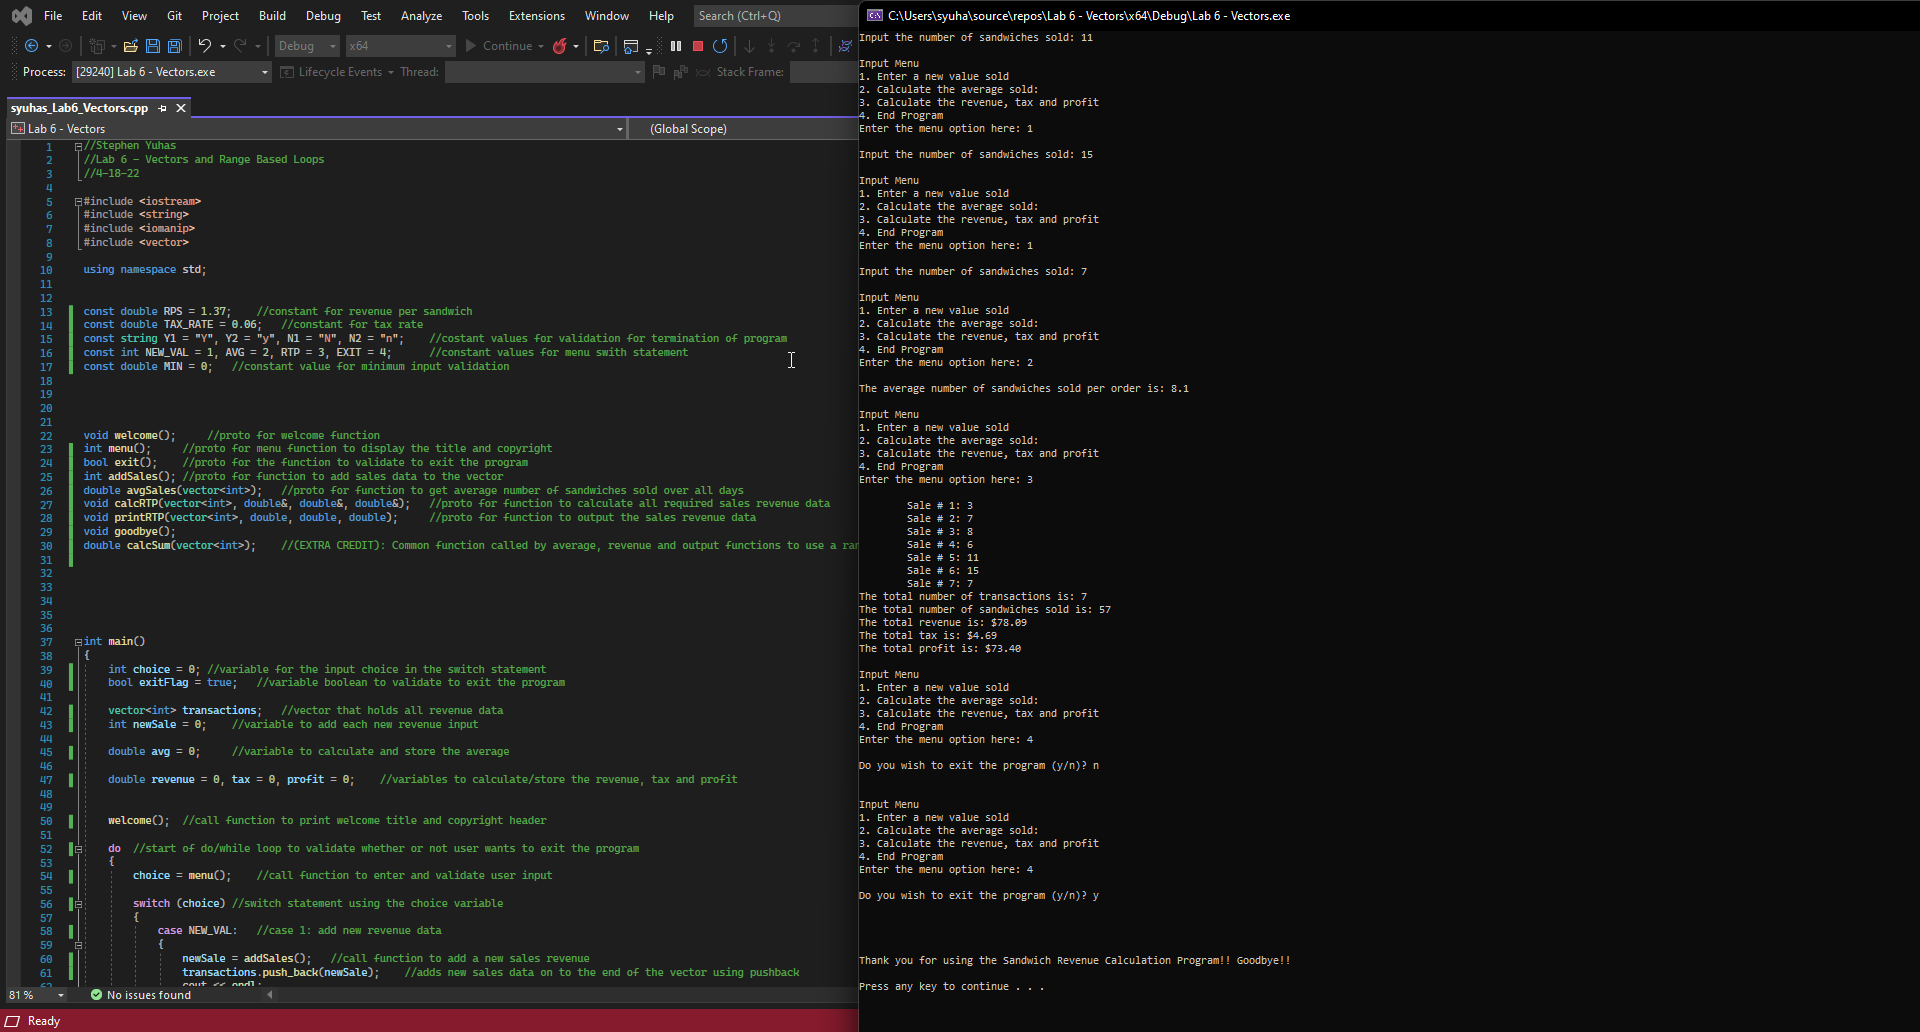 File Edit View Git Project Build Debug Test Analyze Tools Extensions Window Help Search (Ctrl+Q)
Debug x64 Continue
Process: [29240] Lab 6 - Vectors.exe Lifecycle Events Thread: Stack Frame:
syuhas_Lab6_Vectors.cpp
Lab 6 - Vectors (Global Scope)
1 //Stephen Yuhas
2 //Lab 6 - Vectors and Range Based Loops
3 //4-18-22
4
5 #include <iostream>
6 #include <string>
7 #include <iomanip>
8 #include <vector>
9
10 using namespace std;
11
12
13 const double RPS = 1.37; //constant for revenue per sandwich
14 const double TAX_RATE = 0.06; //constant for tax rate
15 const string Y1 = "Y", Y2 = "y", N1 = "N", N2 = "n"; //costant values for validation for termination of program
16 const int NEW_VAL = 1, AVG = 2, RTP = 3, EXIT = 4; //constant values for menu swith statement
17 const double MIN = 0; //constant value for minimum input validation
18
19
20
21
22 void welcome(); //proto for welcome function
23 int menu(); //proto for menu function to display the title and copyright
24 bool exit(); //proto for the function to validate to exit the program
25 int addSales(); //proto for function to add sales data to the vector
26 double avgSales(vector<int>); //proto for function to get average number of sandwiches sold over all days
27 void calcRTP(vector<int>, double&, double&, double&); //proto for function to calculate all required sales revenue data
28 void printRTP(vector<int>, double, double, double); //proto for function to output the sales revenue data
29 void goodbye();
30 double calcSum(vector<int>); //(EXTRA CREDIT): Common function called by average, revenue and output functions to use a ran
31
32
33
34
35
36
37 int main()
38 {
39 int choice = 0; //variable for the input choice in the switch statement
40 bool exitFlag = true; //variable boolean to validate to exit the program
41
42 vector<int> transactions; //vector that holds all revenue data
43 int newSale = 0; //variable to add each new revenue input
44
45 double avg = 0; //variable to calculate and store the average
46
47 double revenue = 0, tax = 0, profit = 0; //variables to calculate/store the revenue, tax and profit
48
49
50 welcome(); //call function to print welcome title and copyright header
51
52 do //start of do/while loop to validate whether or not user wants to exit the program
53 {
54 choice = menu(); //call function to enter and validate user input
55
56 switch (choice) //switch statement using the choice variable
57 {
58 case NEW_VAL: //case 1: add new revenue data
59 {
60 newSale = addSales(); //call function to add a new sales revenue
61 transactions.push_back(newSale); //adds new sales data on to the end of the vector using pushback
62 cout << endl;
81 % No issues found
Ready
C:\Users\syuha\source\repos\Lab 6 - Vectors\x64\Debug\Lab 6 - Vectors.exe
Input the number of sandwiches sold: 11
Input Menu
1. Enter a new value sold
2. Calculate the average sold:
3. Calculate the revenue, tax and profit
4. End Program
Enter the menu option here: 1
Input the number of sandwiches sold: 15
Input Menu
1. Enter a new value sold
2. Calculate the average sold:
3. Calculate the revenue, tax and profit
4. End Program
Enter the menu option here: 1
Input the number of sandwiches sold: 7
Input Menu
1. Enter a new value sold
2. Calculate the average sold:
3. Calculate the revenue, tax and profit
4. End Program
Enter the menu option here: 2
The average number of sandwiches sold per order is: 8.1
Input Menu
1. Enter a new value sold
2. Calculate the average sold:
3. Calculate the revenue, tax and profit
4. End Program
Enter the menu option here: 3
Sale # 1: 3
Sale # 2: 7
Sale # 3: 8
Sale # 4: 6
Sale # 5: 11
Sale # 6: 15
Sale # 7: 7
The total number of transactions is: 7
The total number of sandwiches sold is: 57
The total revenue is: $78.09
The total tax is: $4.69
The total profit is: $73.40
Input Menu
1. Enter a new value sold
2. Calculate the average sold:
3. Calculate the revenue, tax and profit
4. End Program
Enter the menu option here: 4
Do you wish to exit the program (y/n)? n
Input Menu
1. Enter a new value sold
2. Calculate the average sold:
3. Calculate the revenue, tax and profit
4. End Program
Enter the menu option here: 4
Do you wish to exit the program (y/n)? y
Thank you for using the Sandwich Revenue Calculation Program!! Goodbye!!
Press any key to continue . . .